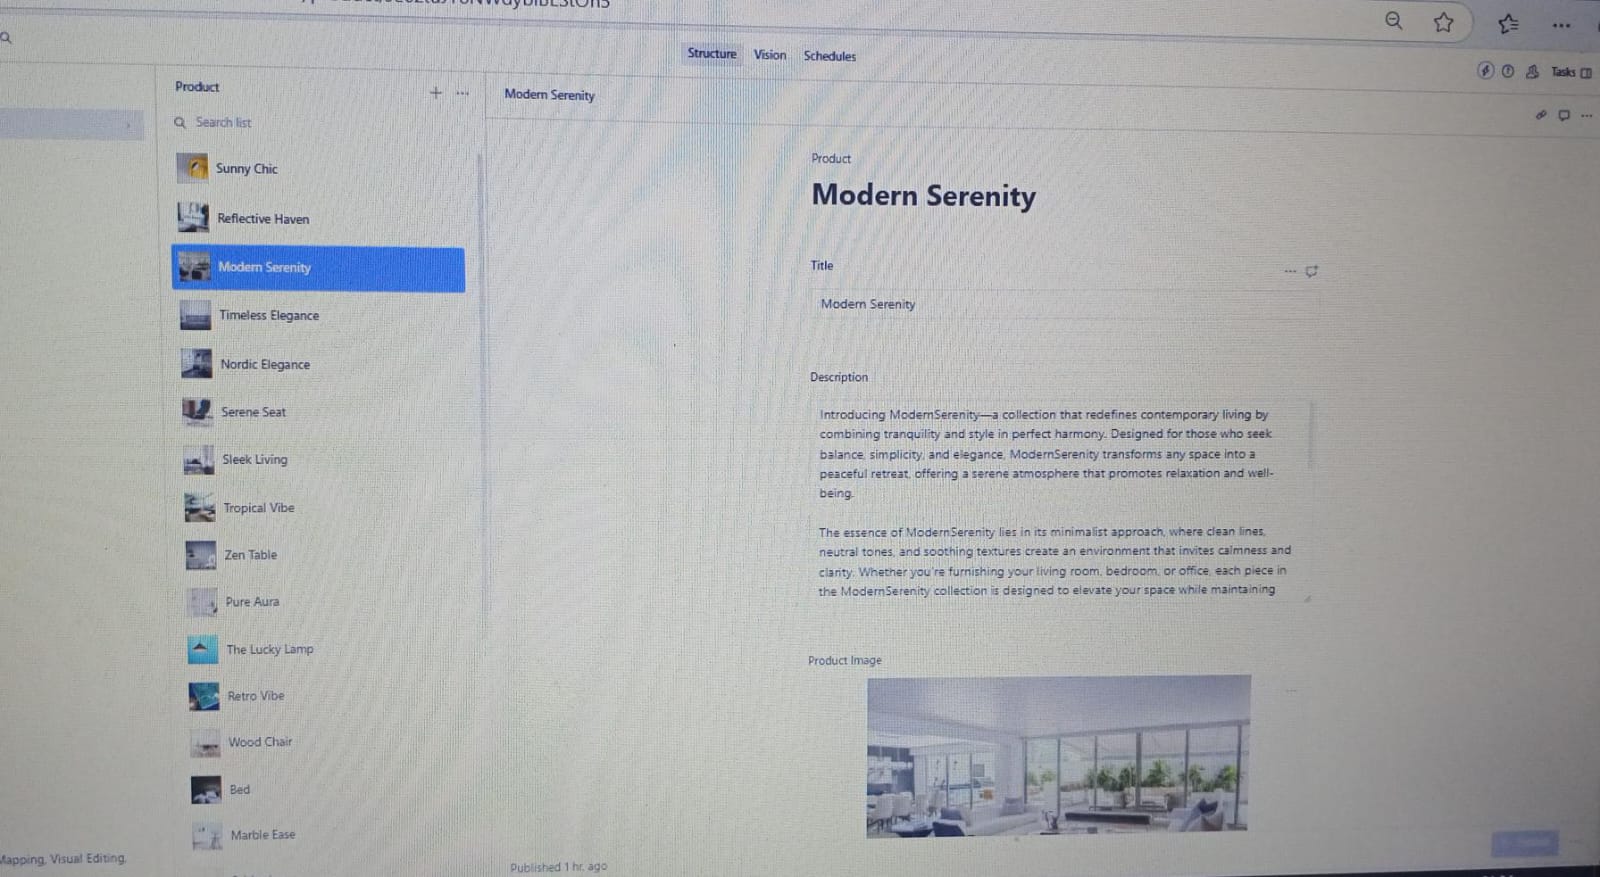 Structure
Vision
Schedules
Tasks
Product
Search list
Sunny Chic
Reflective Haven
Modern Serenity
Timeless Elegance
Nordic Elegance
Serene Seat
Sleek Living
Tropical Vibe
Zen Table
Pure Aura
The Lucky Lamp
Retro Vibe
Wood Chair
Bed
Marble Ease
Mapping, Visual Editing,
Modern Serenity
Product
Modern Serenity
Title
Modern Serenity
Description
Introducing ModernSerenity—a collection that redefines contemporary living by
combining tranquility and style in perfect harmony. Designed for those who seek
balance, simplicity, and elegance, ModernSerenity transforms any space into a
peaceful retreat, offering a serene atmosphere that promotes relaxation and well-
being.
The essence of ModernSerenity lies in its minimalist approach, where clean lines,
neutral tones, and soothing textures create an environment that invites calmness and
clarity. Whether you're furnishing your living room, bedroom, or office, each piece in
the ModernSerenity collection is designed to elevate your space while maintaining
Product Image
Published 1 hr. ago